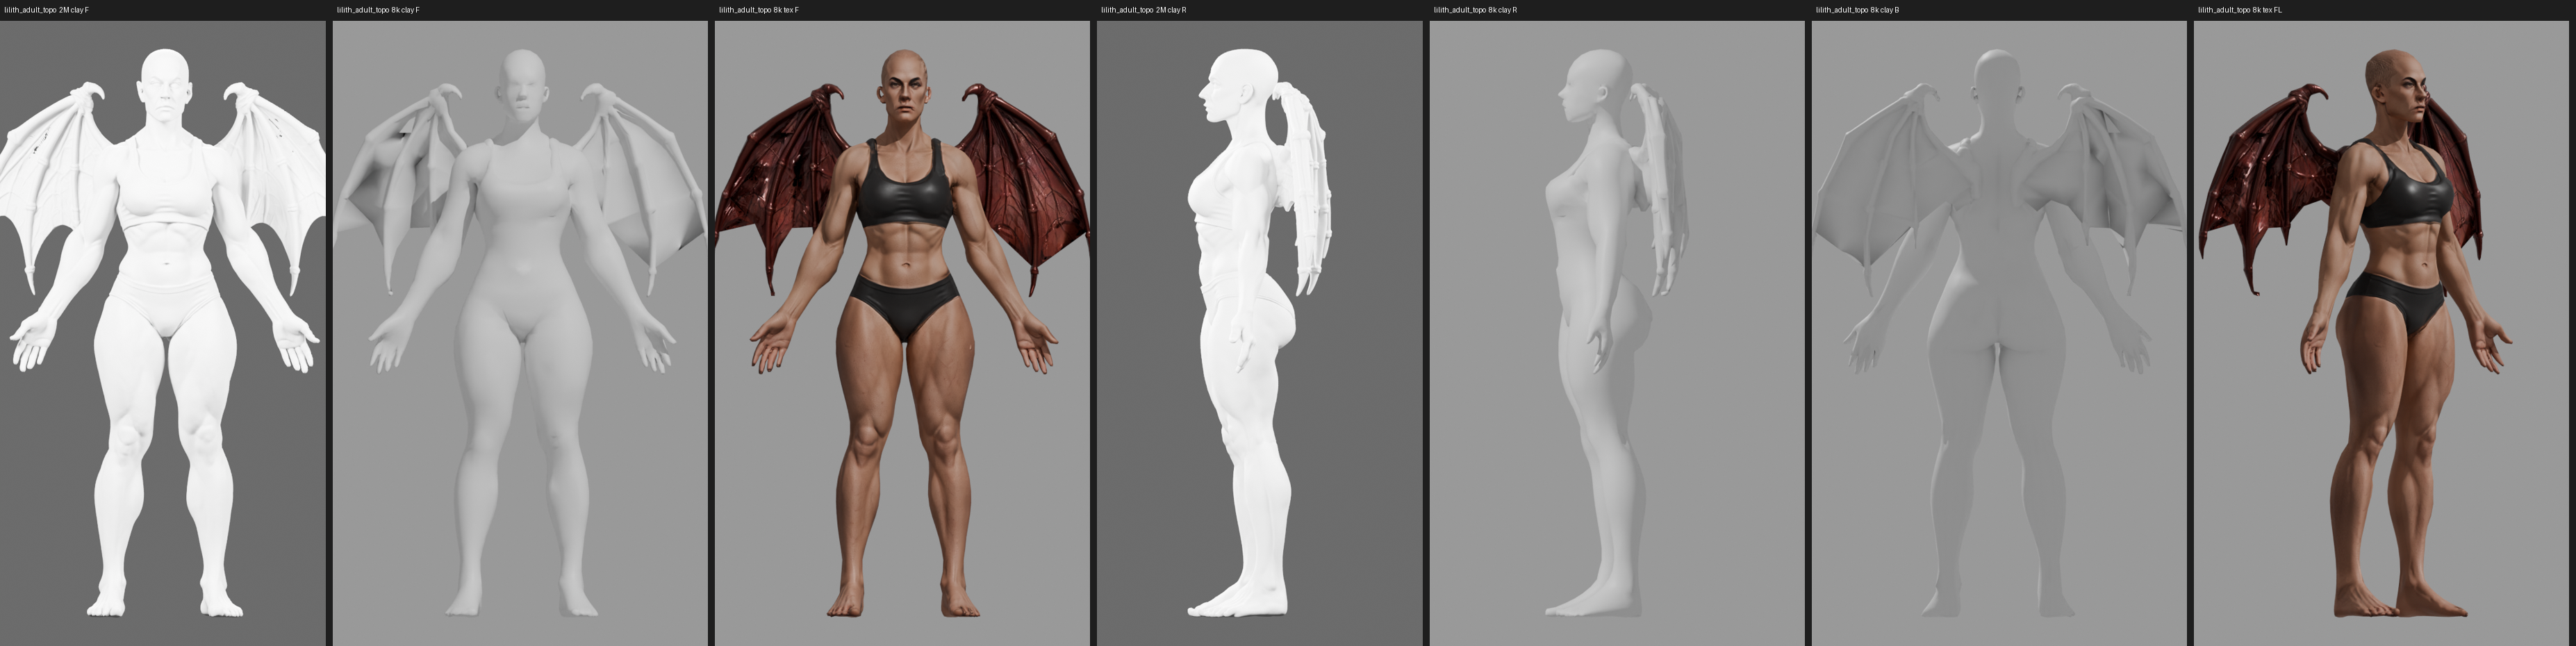 lilith_adult_topo 2M clay F
lilith_adult_topo 8k clay F
lilith_adult_topo 8k tex F
lilith_adult_topo 2M clay R
lilith_adult_topo 8k clay R
lilith_adult_topo 8k clay B
lilith_adult_topo 8k tex FL